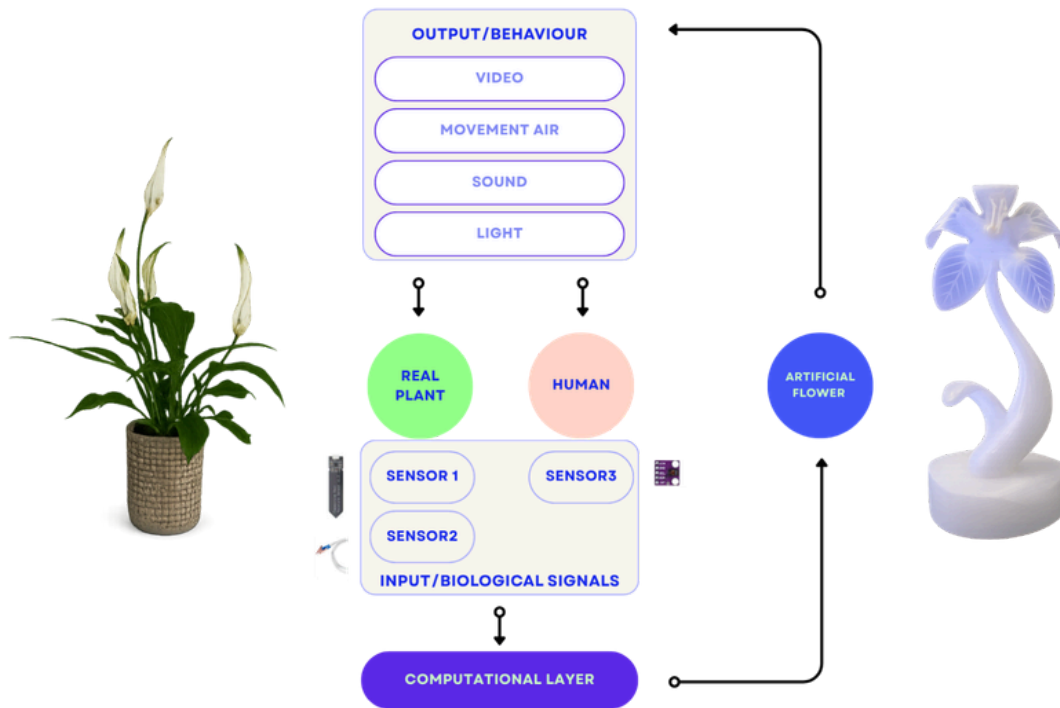 OUTPUT/BEHAVIOUR
VIDEO
MOVEMENT AIR
SOUND
LIGHT
REAL
PLANT
HUMAN
ARTIFICIAL
FLOWER
SENSOR 1
SENSOR3
SENSOR2
INPUT/BIOLOGICAL SIGNALS
COMPUTATIONAL LAYER